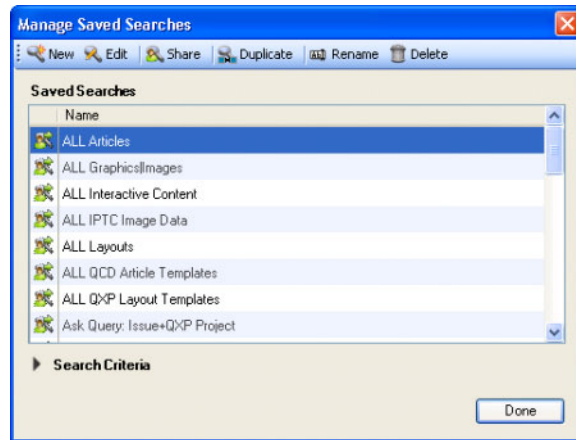 Manage Saved Searches
New Edit Share Duplicate Rename Delete
Saved Searches
Name
ALL Articles
ALL Graphics|Images
ALL Interactive Content
ALL IPTC Image Data
ALL Layouts
ALL QCD Article Templates
ALL QXP Layout Templates
Ask Query: Issue+QXP Project
Search Criteria
Done